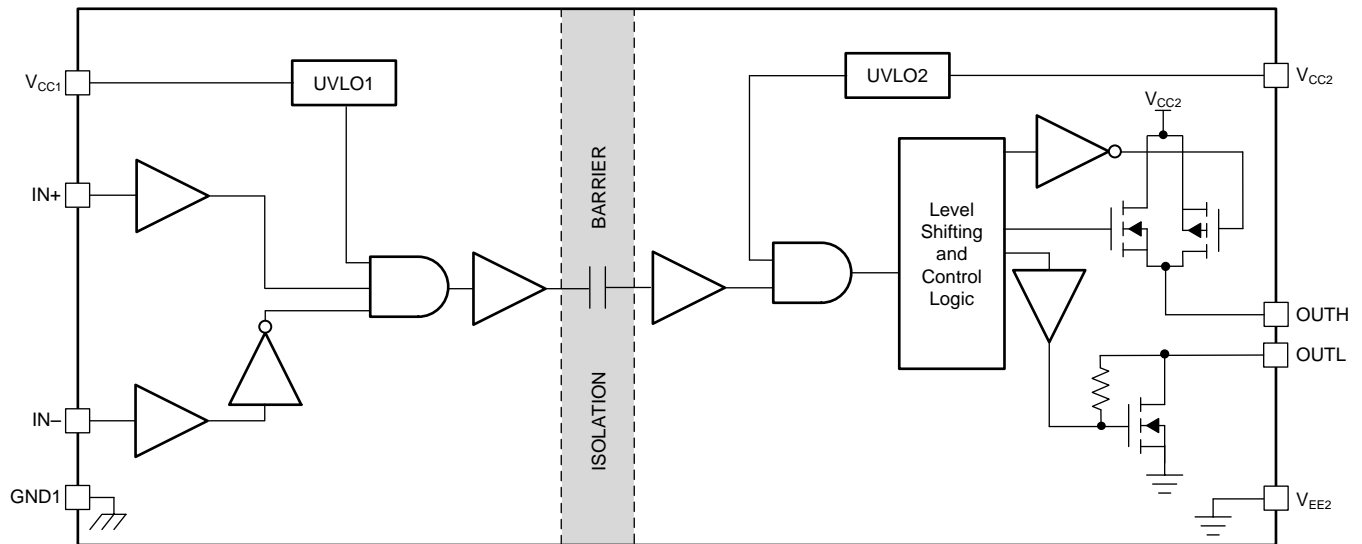 VCC1
UVLO1
IN+
IN–
GND1
ISOLATION BARRIER
UVLO2
VCC2
VCC2
Level
Shifting
and
Control
Logic
OUTH
OUTL
VEE2